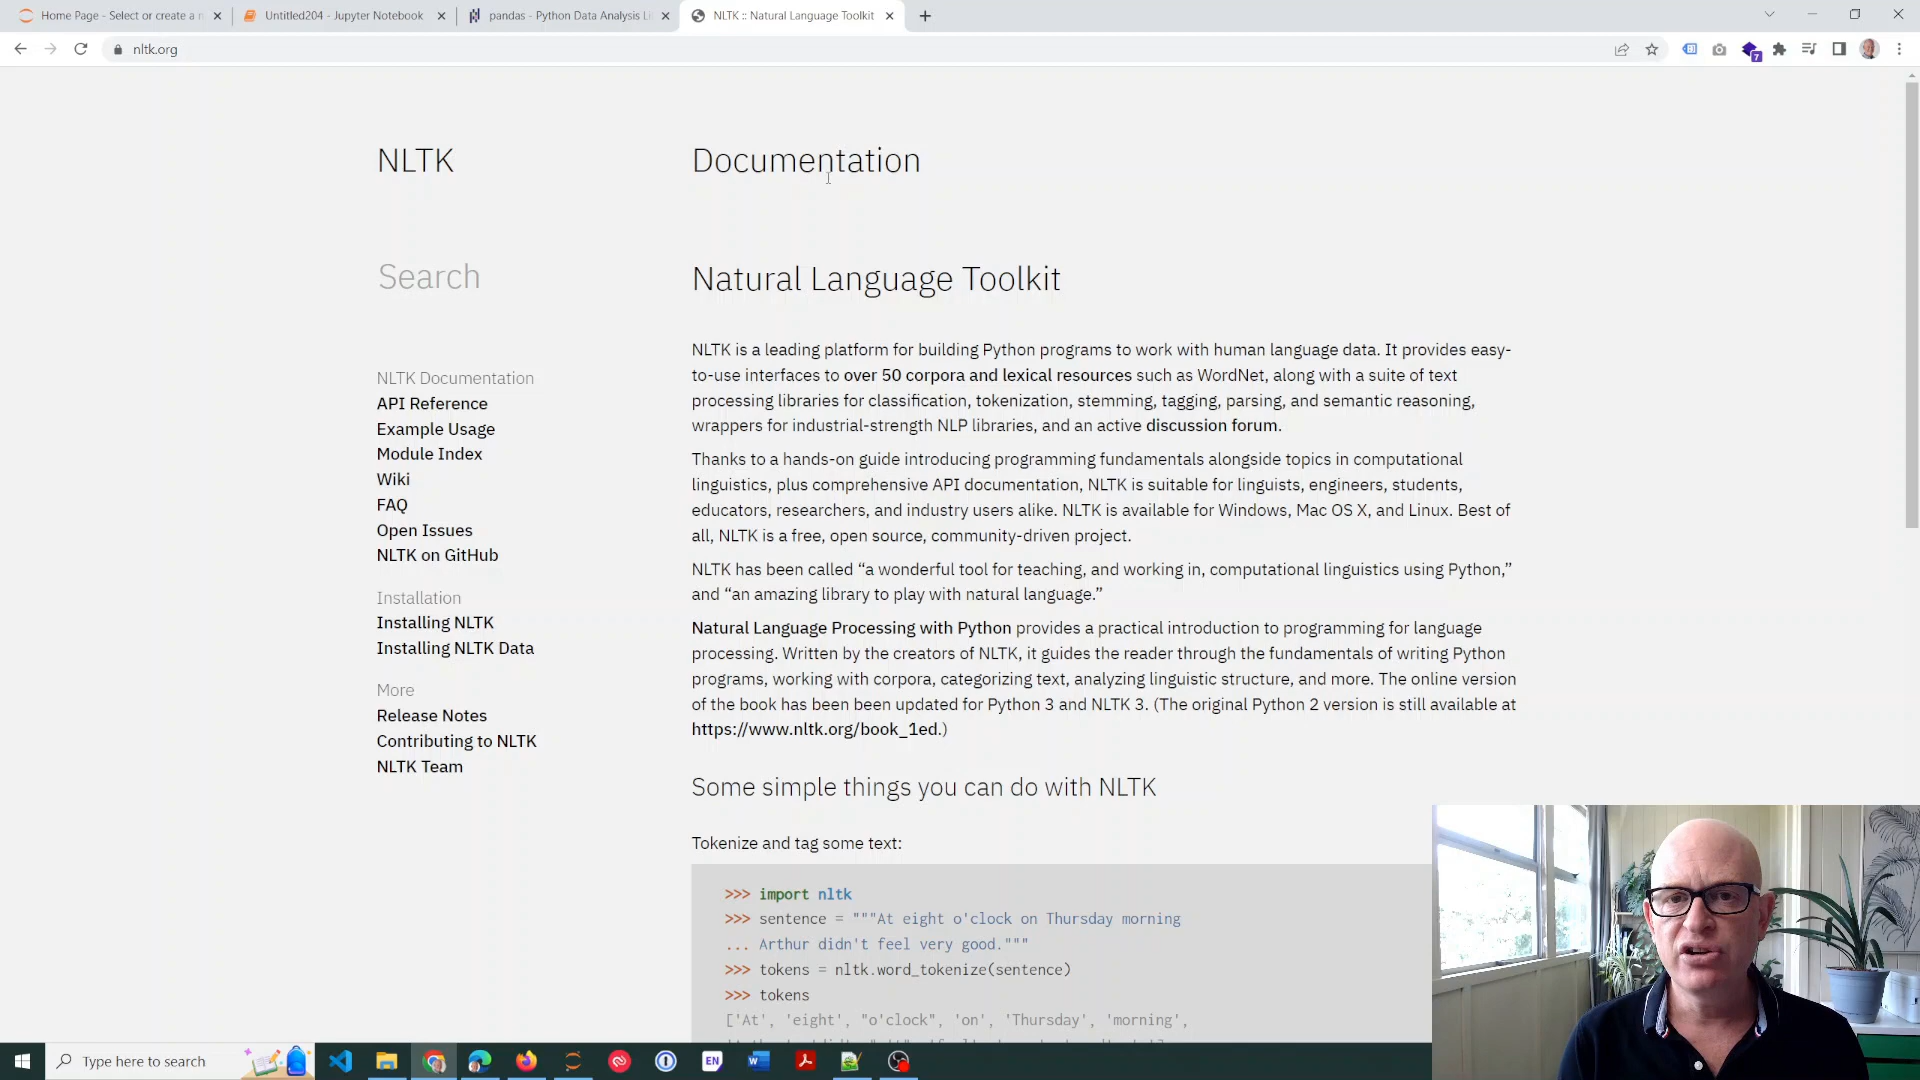 Home Page - Select or create a n
Untitled204 - Jupyter Notebook
pandas - Python Data Analysis Li
NLTK :: Natural Language Toolkit
nltk.org
7
NLTK
Documentation
Search
NLTK Documentation
API Reference
Example Usage
Module Index
Wiki
FAQ
Open Issues
NLTK on GitHub
Installation
Installing NLTK
Installing NLTK Data
More
Release Notes
Contributing to NLTK
NLTK Team
Natural Language Toolkit
NLTK is a leading platform for building Python programs to work with human language data. It provides easy-
to-use interfaces to over 50 corpora and lexical resources such as WordNet, along with a suite of text
processing libraries for classification, tokenization, stemming, tagging, parsing, and semantic reasoning,
wrappers for industrial-strength NLP libraries, and an active discussion forum.
Thanks to a hands-on guide introducing programming fundamentals alongside topics in computational
linguistics, plus comprehensive API documentation, NLTK is suitable for linguists, engineers, students,
educators, researchers, and industry users alike. NLTK is available for Windows, Mac OS X, and Linux. Best of
all, NLTK is a free, open source, community-driven project.
NLTK has been called “a wonderful tool for teaching, and working in, computational linguistics using Python,”
and “an amazing library to play with natural language.”
Natural Language Processing with Python provides a practical introduction to programming for language
processing. Written by the creators of NLTK, it guides the reader through the fundamentals of writing Python
programs, working with corpora, categorizing text, analyzing linguistic structure, and more. The online version
of the book has been been updated for Python 3 and NLTK 3. (The original Python 2 version is still available at
https://www.nltk.org/book_1ed.)
Some simple things you can do with NLTK
Tokenize and tag some text:
>>> import nltk
>>> sentence = """At eight o'clock on Thursday morning
... Arthur didn't feel very good."""
>>> tokens = nltk.word_tokenize(sentence)
>>> tokens
['At', 'eight', "o'clock", 'on', 'Thursday', 'morning',
Type here to search
EN